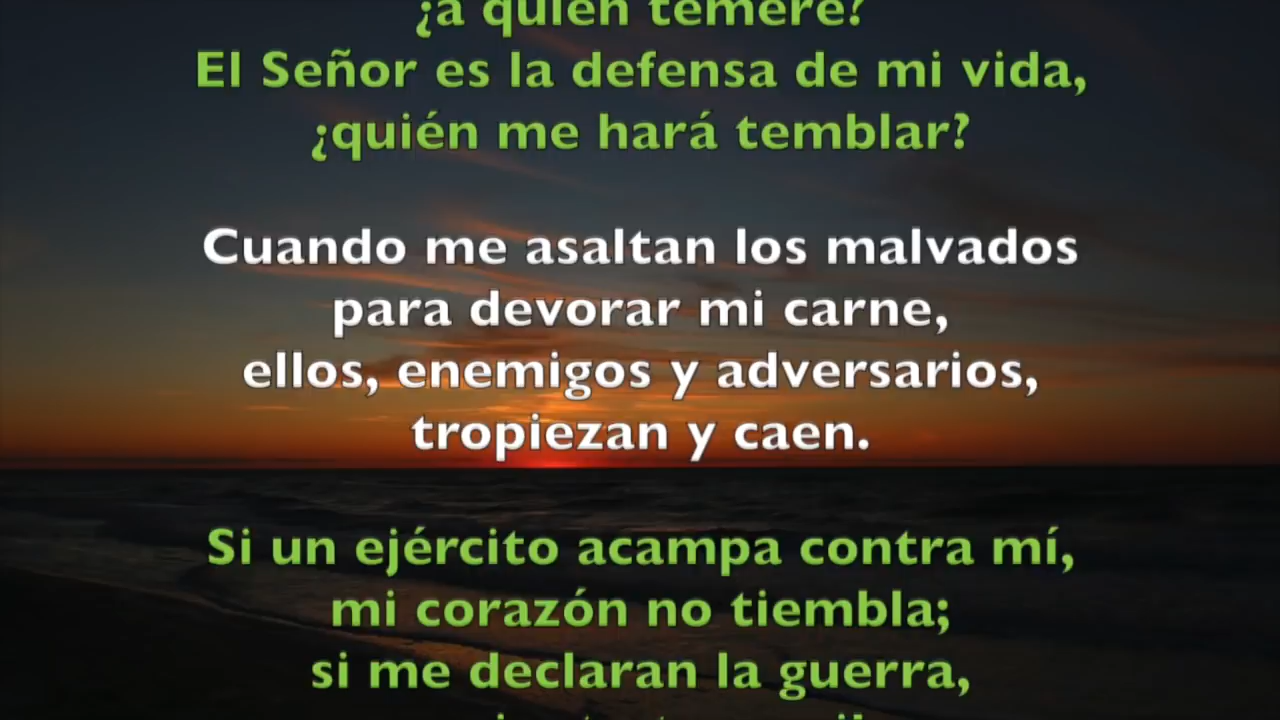 ¿a quién temeré?
El Señor es la defensa de mi vida,
¿quién me hará temblar?
Cuando me asaltan los malvados
para devorar mi carne,
ellos, enemigos y adversarios,
tropiezan y caen.
Si un ejército acampa contra mí,
mi corazón no tiembla;
si me declaran la guerra,